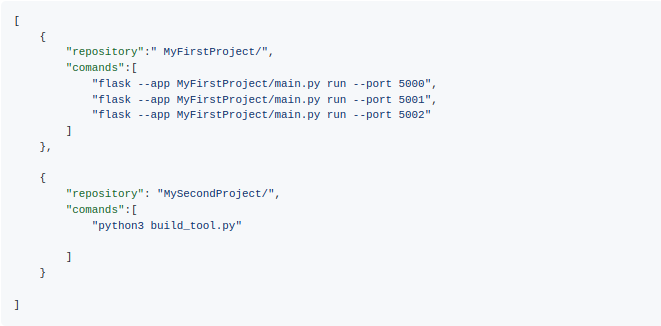 [
    {
        "repository":" MyFirstProject/",
        "comands":[
            "flask --app MyFirstProject/main.py run --port 5000",
            "flask --app MyFirstProject/main.py run --port 5001",
            "flask --app MyFirstProject/main.py run --port 5002"
        ]
    },
    {
        "repository": "MySecondProject/",
        "comands":[
            "python3 build_tool.py"
        ]
    }
]